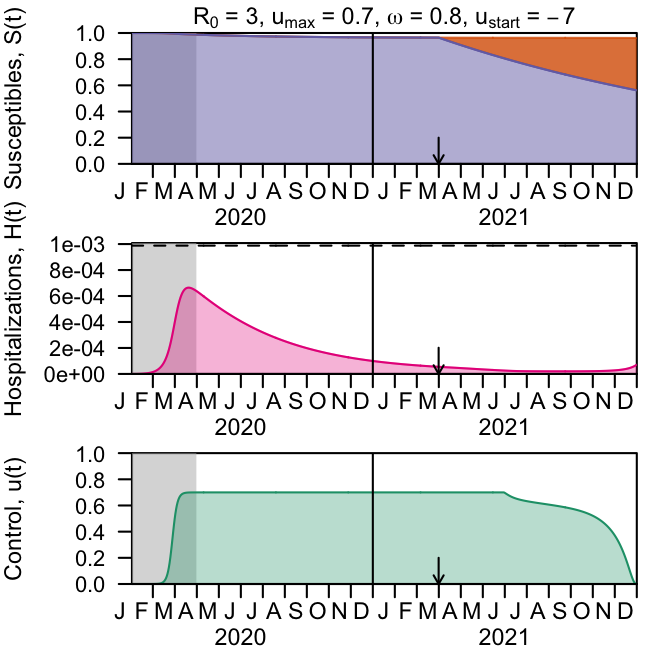 R₀ = 3, uₘₐₓ = 0.7, ω = 0.8, u_start = −7
Susceptibles, S(t)
1.0
0.8
0.6
0.4
0.2
0.0
J F M A M J J A S O N D J F M A M J J A S O N D
2020 2021
Hospitalizations, H(t)
1e-03
8e-04
6e-04
4e-04
2e-04
0e+00
J F M A M J J A S O N D J F M A M J J A S O N D
2020 2021
Control, u(t)
1.0
0.8
0.6
0.4
0.2
0.0
J F M A M J J A S O N D J F M A M J J A S O N D
2020 2021